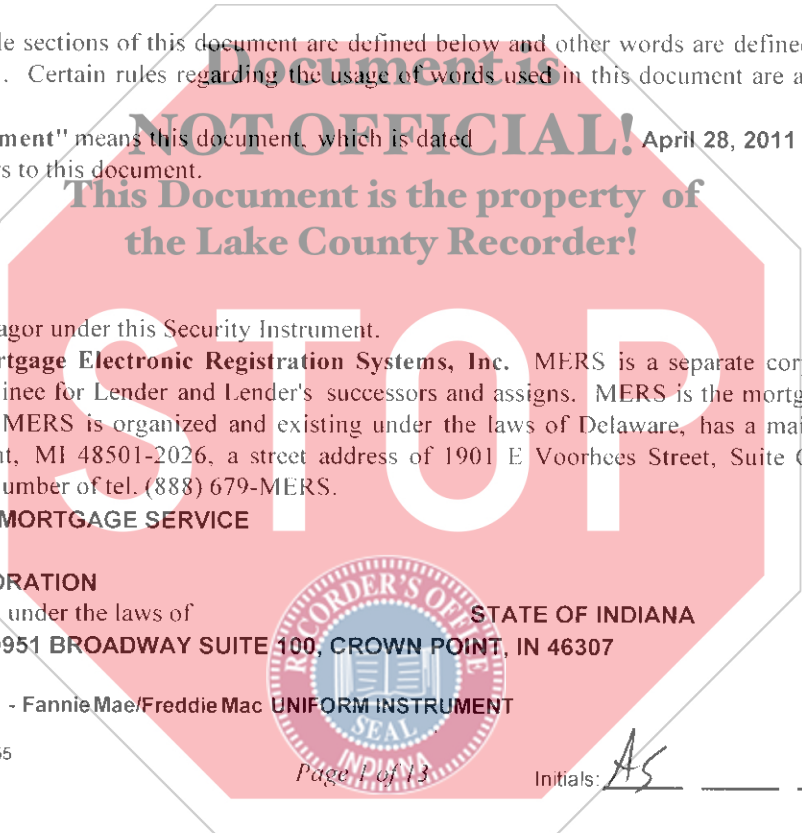 le sections of this document are defined below and other words are define
. Certain rules regarding the usage of words used in this document are a
Document is
ment" means this document, which is dated April 28, 2011
NOT OFFICIAL!
rs to this document.
This Document is the property of
the Lake County Recorder!
agor under this Security Instrument.
rtgage Electronic Registration Systems, Inc. MERS is a separate cor
inee for Lender and Lender's successors and assigns. MERS is the mortg
MERS is organized and existing under the laws of Delaware, has a mai
nt, MI 48501-2026, a street address of 1901 E Voorhees Street, Suite C
umber of tel. (888) 679-MERS.
STOP
MORTGAGE SERVICE
ORATION
under the laws of STATE OF INDIANA
9951 BROADWAY SUITE 100, CROWN POINT, IN 46307
- FannieMae/Freddie Mac UNIFORM INSTRUMENT
RECORDER'S OFFICE
SEAL
INDIANA
55
Page 1 of 13 Initials: AS